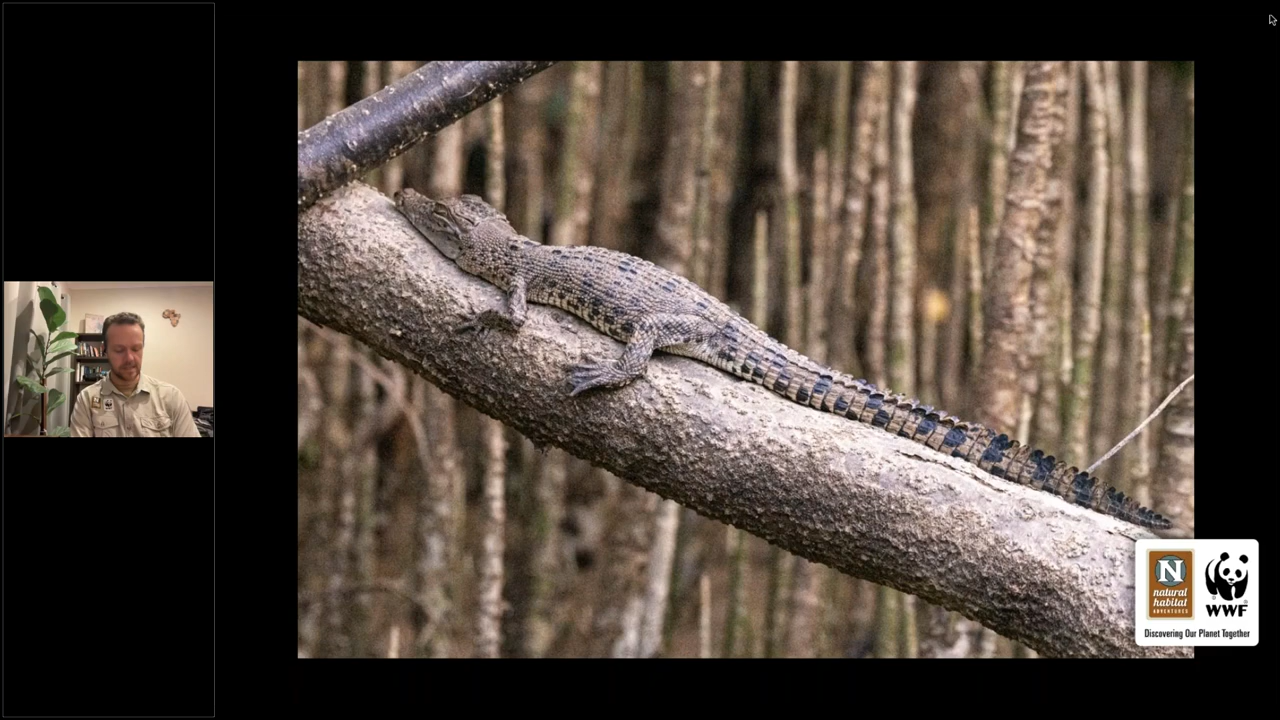 N
natural
habitat
ADVENTURES
WWF
Discovering Our Planet Together